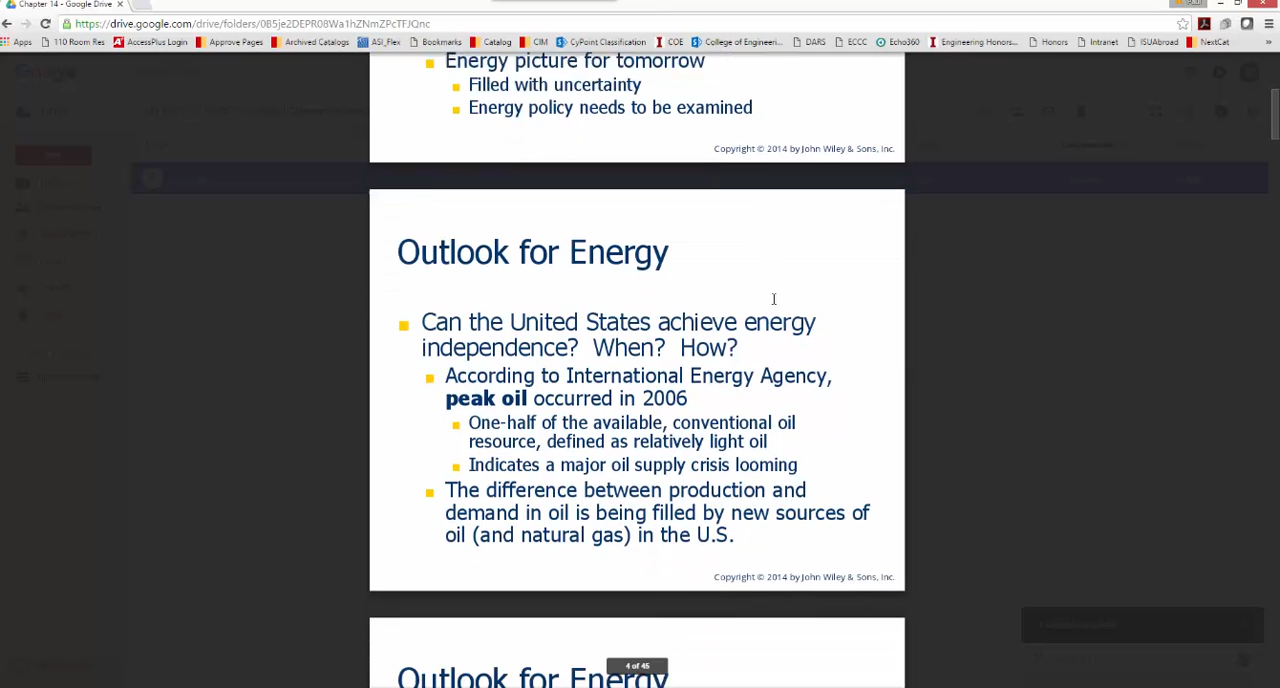 Chapter 14 - Google Drive
https://drive.google.com/drive/folders/0B5je2DEPR08Wa1hZNmZPcTFJQnc
Apps 110 Room Res AccessPlus Login Approve Pages Archived Catalogs ASI_Flex Bookmarks Catalog CIM CyPoint Classification COE College of Engineeri... DARS ECCC Echo360 Engineering Honors... Honors Intranet ISUAbroad NextCat »
Energy picture for tomorrow
Filled with uncertainty
Energy policy needs to be examined
Copyright © 2014 by John Wiley & Sons, Inc.
Outlook for Energy
Can the United States achieve energy
independence? When? How?
According to International Energy Agency,
peak oil occurred in 2006
One-half of the available, conventional oil
resource, defined as relatively light oil
Indicates a major oil supply crisis looming
The difference between production and
demand in oil is being filled by new sources of
oil (and natural gas) in the U.S.
Copyright © 2014 by John Wiley & Sons, Inc.
Outlook for Energy
4 of 45